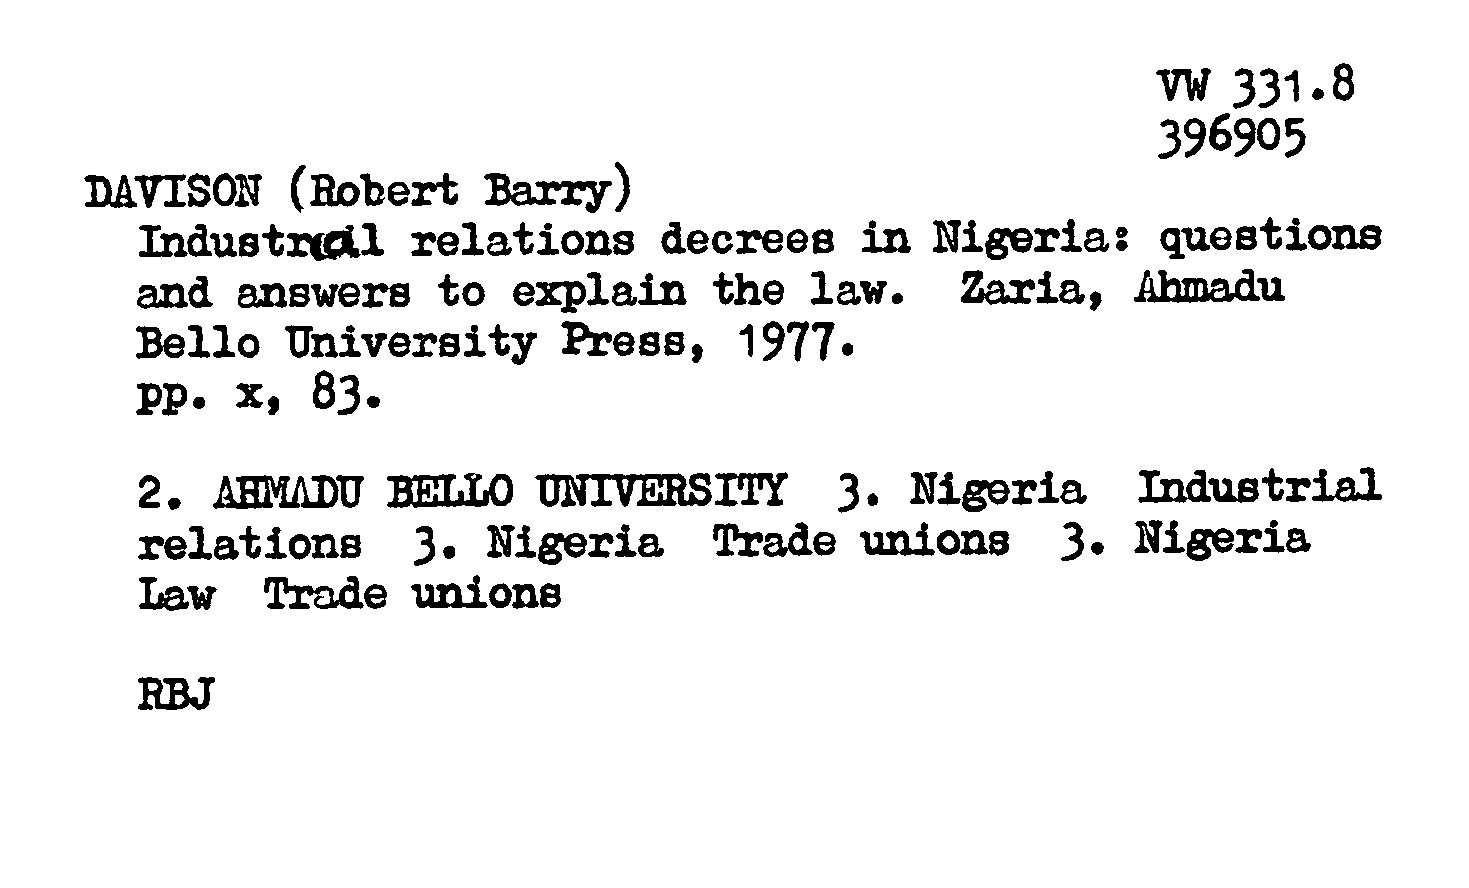 VW 331.8
396905
DAVISON (Robert Barry)
Industrial relations decrees in Nigeria: questions
and answers to explain the law. Zaria, Ahmadu
Bello University Press, 1977.
pp. x, 83.
2. AHMADU BELLO UNIVERSITY 3. Nigeria Industrial
relations 3. Nigeria Trade unions 3. Nigeria
Law Trade unions
RBJ